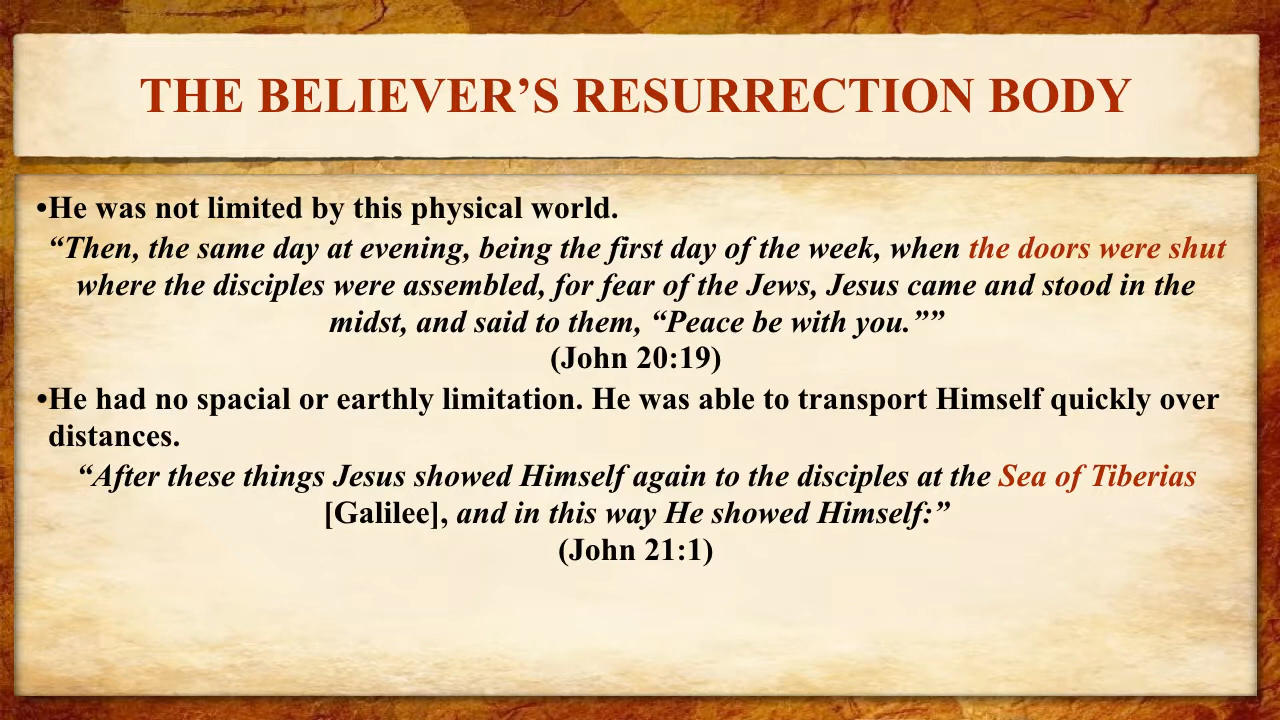 THE BELIEVER’S RESURRECTION BODY
•He was not limited by this physical world.
“Then, the same day at evening, being the first day of the week, when the doors were shut
where the disciples were assembled, for fear of the Jews, Jesus came and stood in the
midst, and said to them, “Peace be with you.””
(John 20:19)
•He had no spacial or earthly limitation. He was able to transport Himself quickly over
distances.
“After these things Jesus showed Himself again to the disciples at the Sea of Tiberias
[Galilee], and in this way He showed Himself:”
(John 21:1)